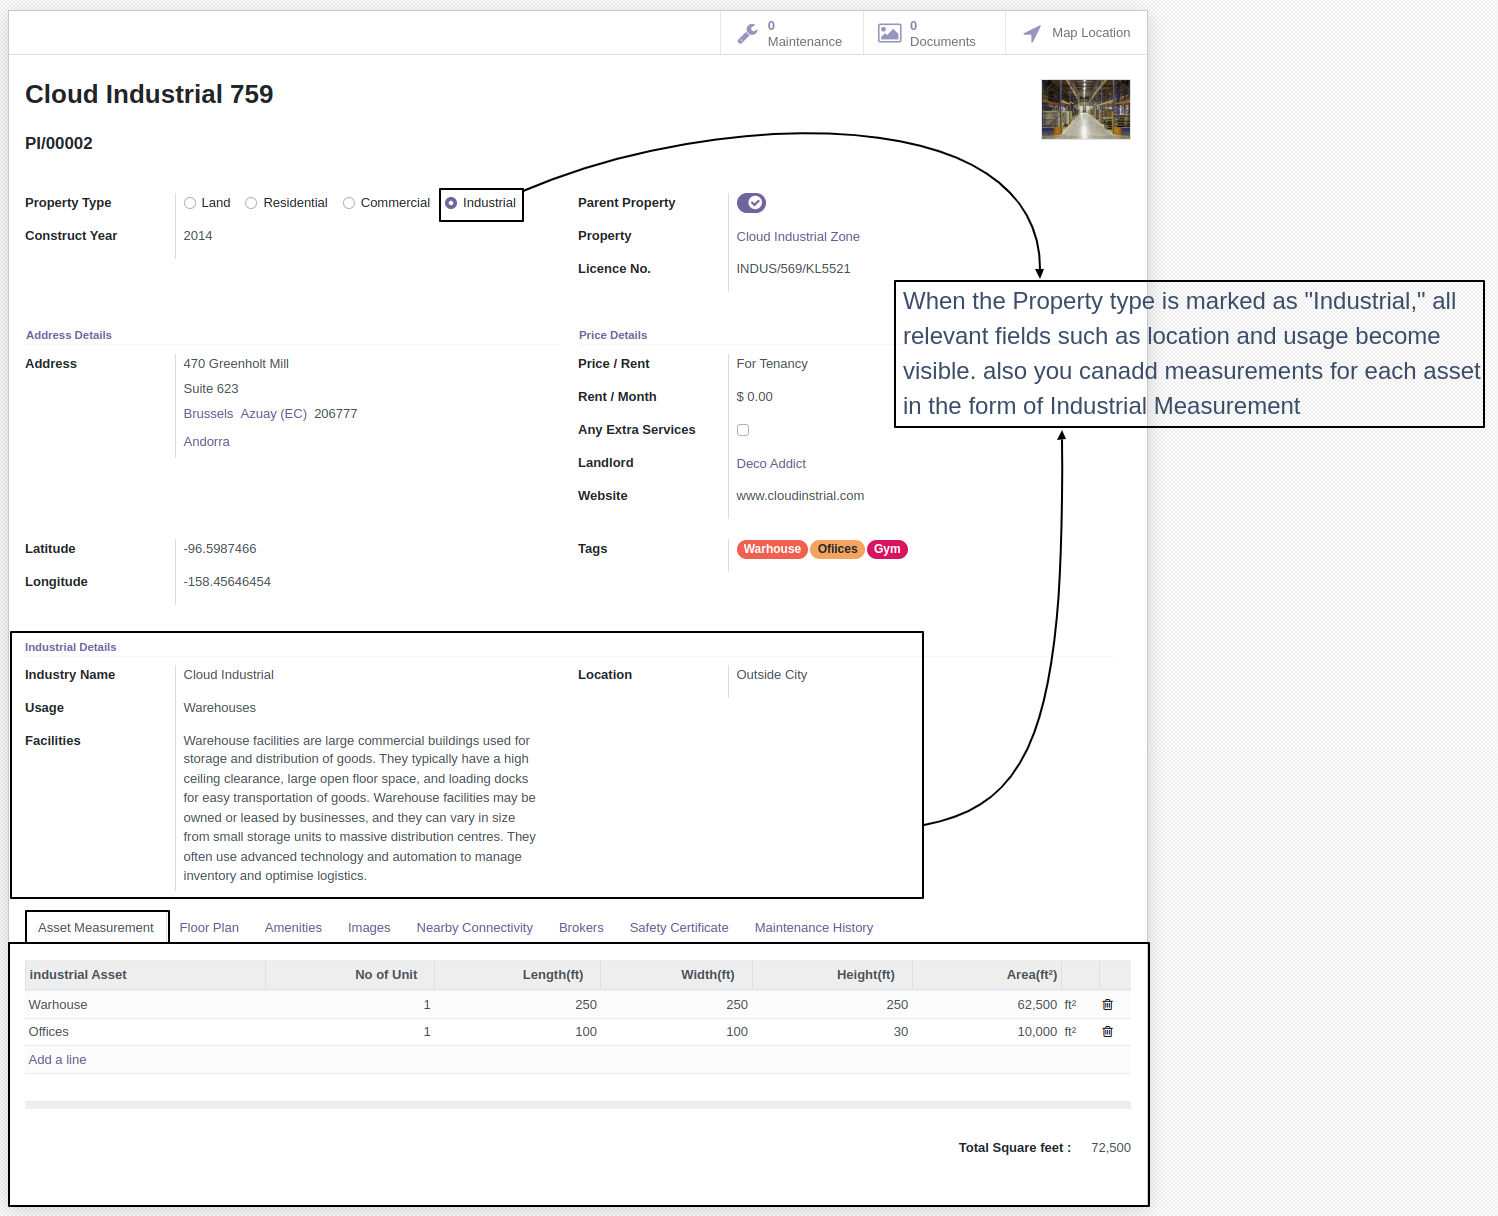 0
Maintenance
0
Documents
Map Location
Cloud Industrial 759
PI/00002
Property Type Land Residential Commercial Industrial
Construct Year 2014
Parent Property
Property Cloud Industrial Zone
Licence No. INDUS/569/KL5521
When the Property type is marked as "Industrial," all
relevant fields such as location and usage become
visible. also you canadd measurements for each asset
in the form of Industrial Measurement
Address Details
Address 470 Greenholt Mill
Suite 623
Brussels Azuay (EC) 206777
Andorra
Price Details
Price / Rent For Tenancy
Rent / Month $ 0.00
Any Extra Services
Landlord Deco Addict
Website www.cloudinstrial.com
Latitude -96.5987466
Longitude -158.45646454
Tags Warhouse Ofiices Gym
Industrial Details
Industry Name Cloud Industrial
Usage Warehouses
Facilities Warehouse facilities are large commercial buildings used for
storage and distribution of goods. They typically have a high
ceiling clearance, large open floor space, and loading docks
for easy transportation of goods. Warehouse facilities may be
owned or leased by businesses, and they can vary in size
from small storage units to massive distribution centres. They
often use advanced technology and automation to manage
inventory and optimise logistics.
Location Outside City
Asset Measurement Floor Plan Amenities Images Nearby Connectivity Brokers Safety Certificate Maintenance History
industrial Asset No of Unit Length(ft) Width(ft) Height(ft) Area(ft²)
Warhouse 1 250 250 250 62,500 ft²
Offices 1 100 100 30 10,000 ft²
Add a line
Total Square feet : 72,500